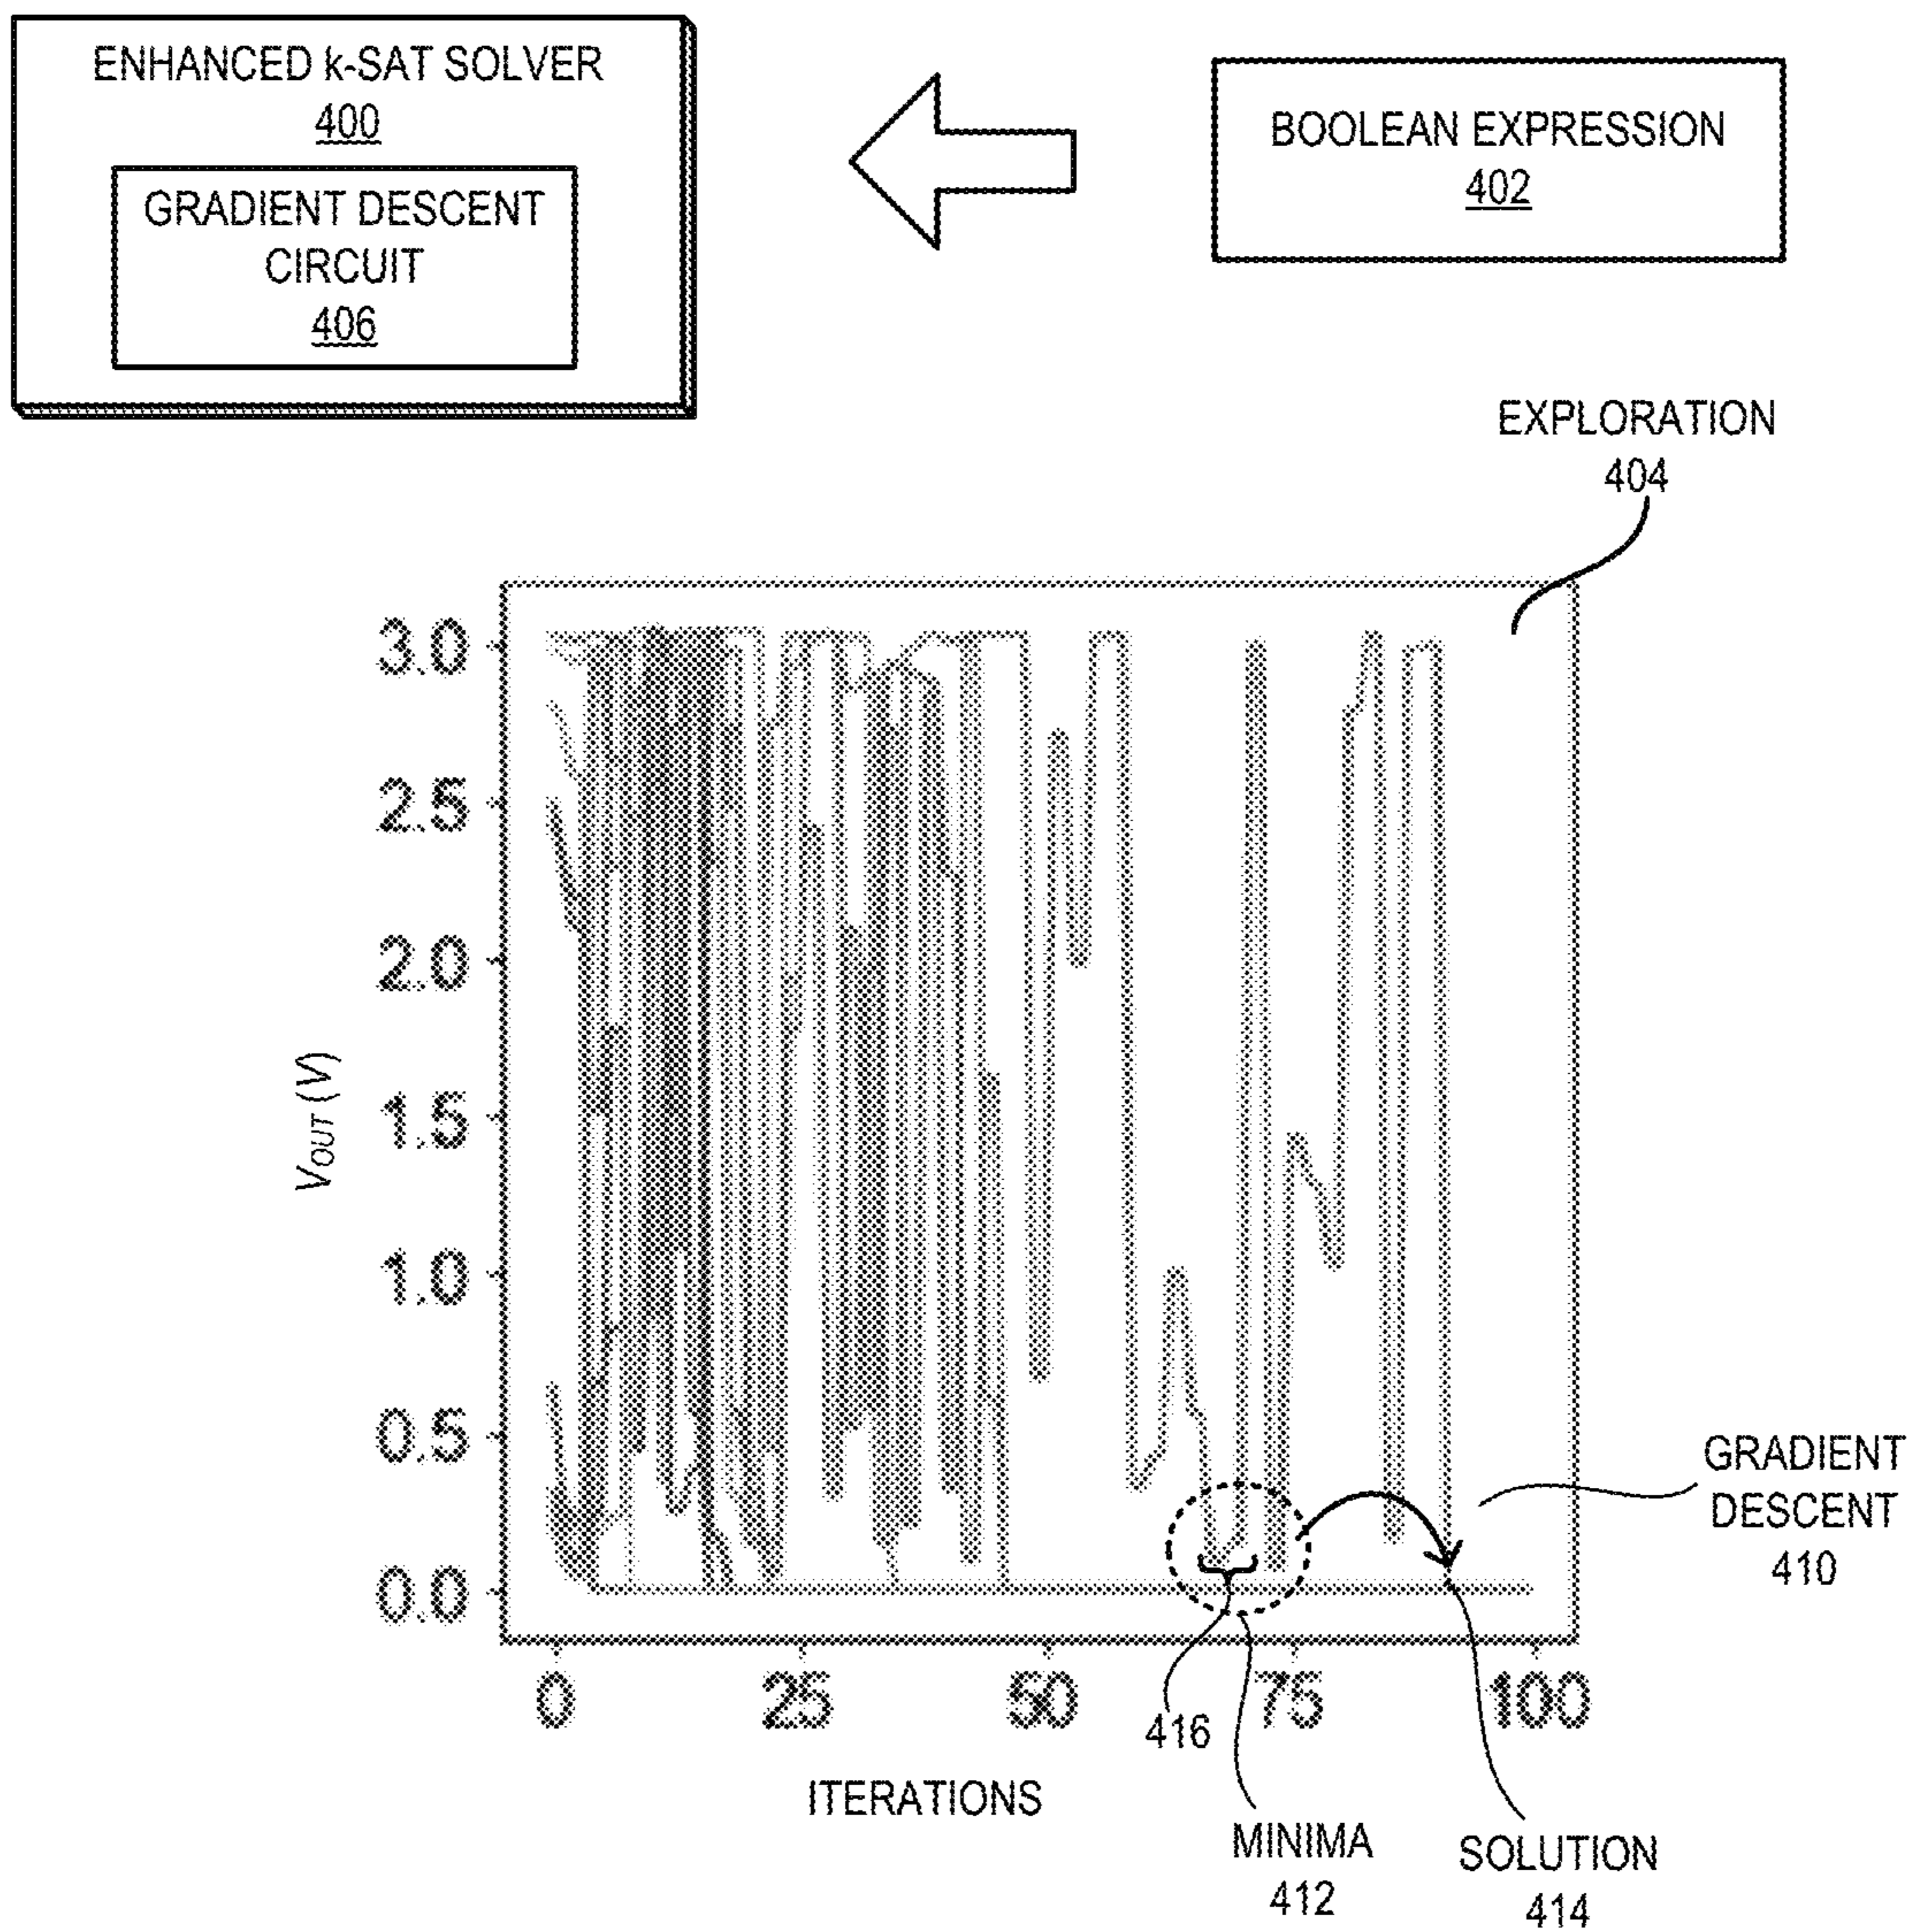 ENHANCED k-SAT SOLVER
400
GRADIENT DESCENT
CIRCUIT
406
BOOLEAN EXPRESSION
402
EXPLORATION
404
3.0
2.5
2.0
1.5
1.0
0.5
0.0
VOUT (V)
GRADIENT
DESCENT
410
0 25 50 75 100
416
ITERATIONS
MINIMA
412
SOLUTION
414